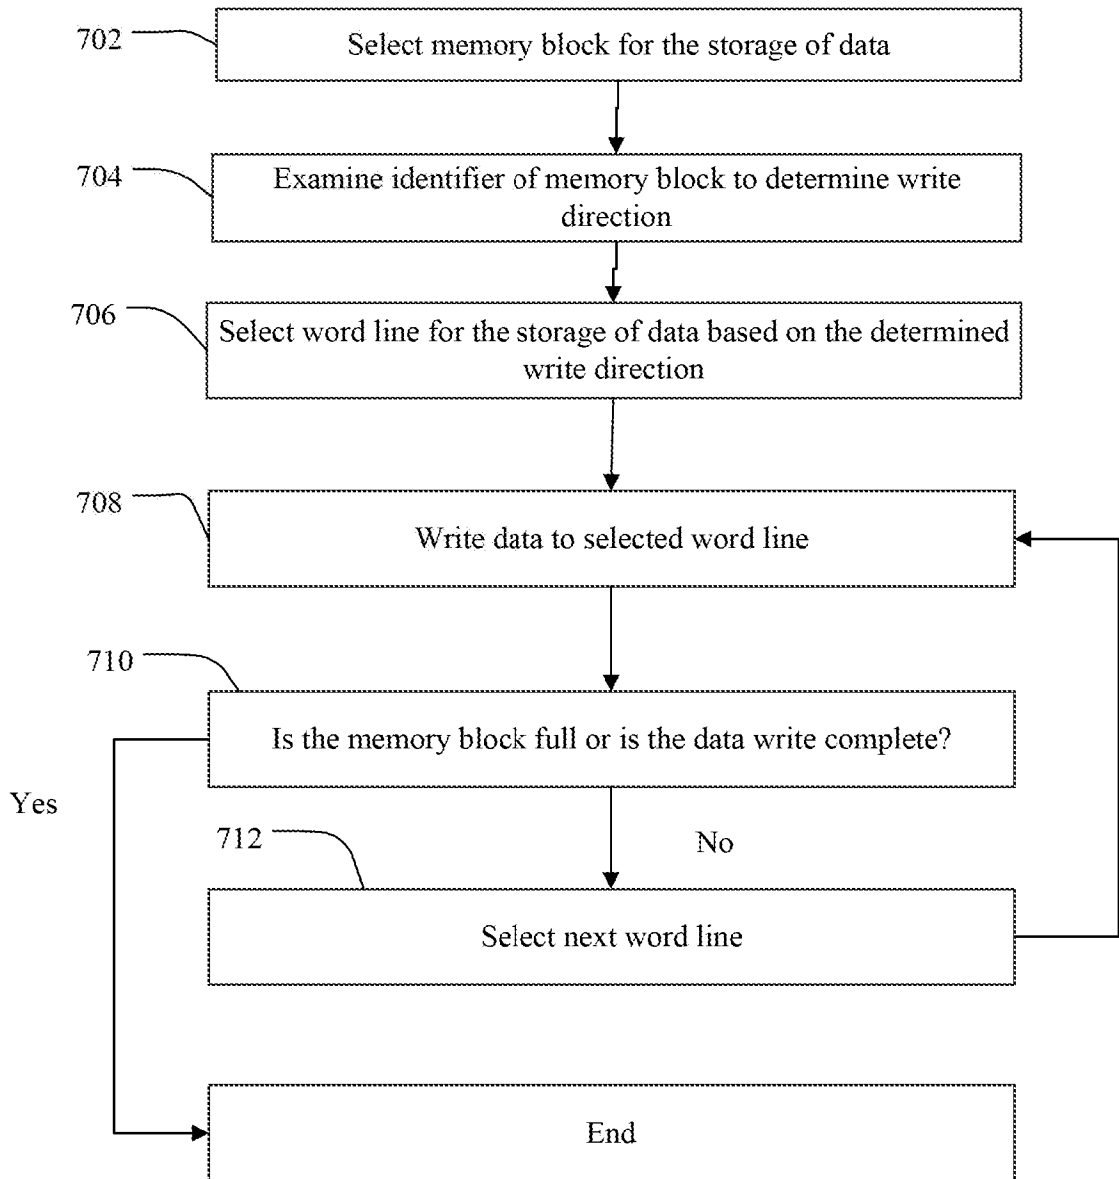 702
Select memory block for the storage of data
704
Examine identifier of memory block to determine write
direction
706
Select word line for the storage of data based on the determined
write direction
708
Write data to selected word line
710
Is the memory block full or is the data write complete?
Yes
712
No
Select next word line
End